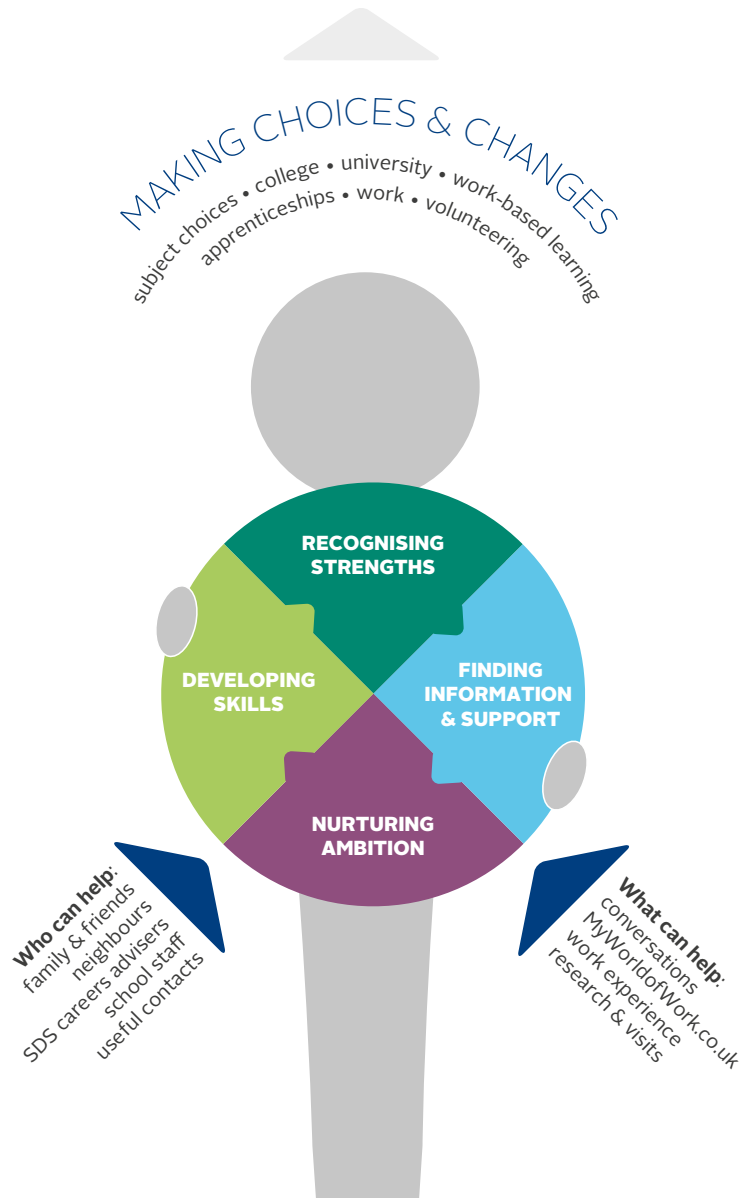 MAKING CHOICES & CHANGES
subject choices • college • university • work-based learning
apprenticeships • work • volunteering
RECOGNISING
STRENGTHS
DEVELOPING
SKILLS
FINDING
INFORMATION
& SUPPORT
NURTURING
AMBITION
Who can help:
family & friends
neighbours
SDS careers advisers
school staff
useful contacts
What can help:
conversations
MyWorldofWork.co.uk
work experience
research & visits